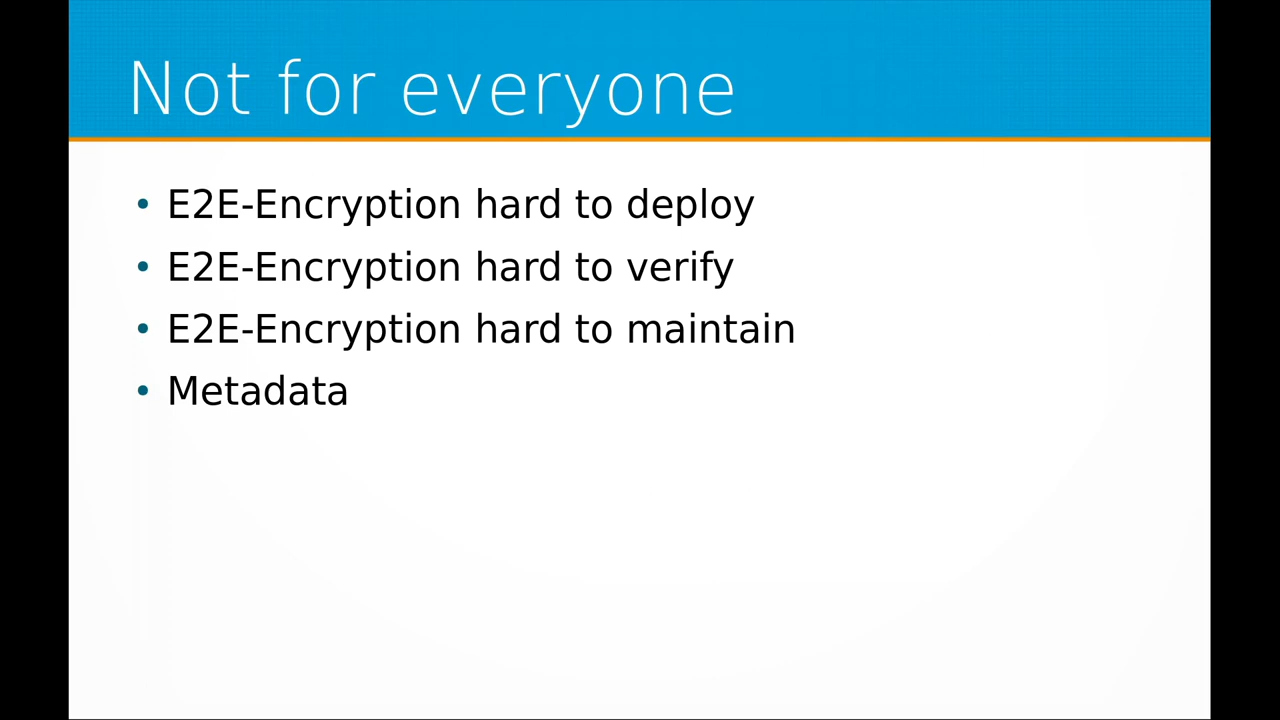 Not for everyone
• E2E-Encryption hard to deploy
• E2E-Encryption hard to verify
• E2E-Encryption hard to maintain
• Metadata